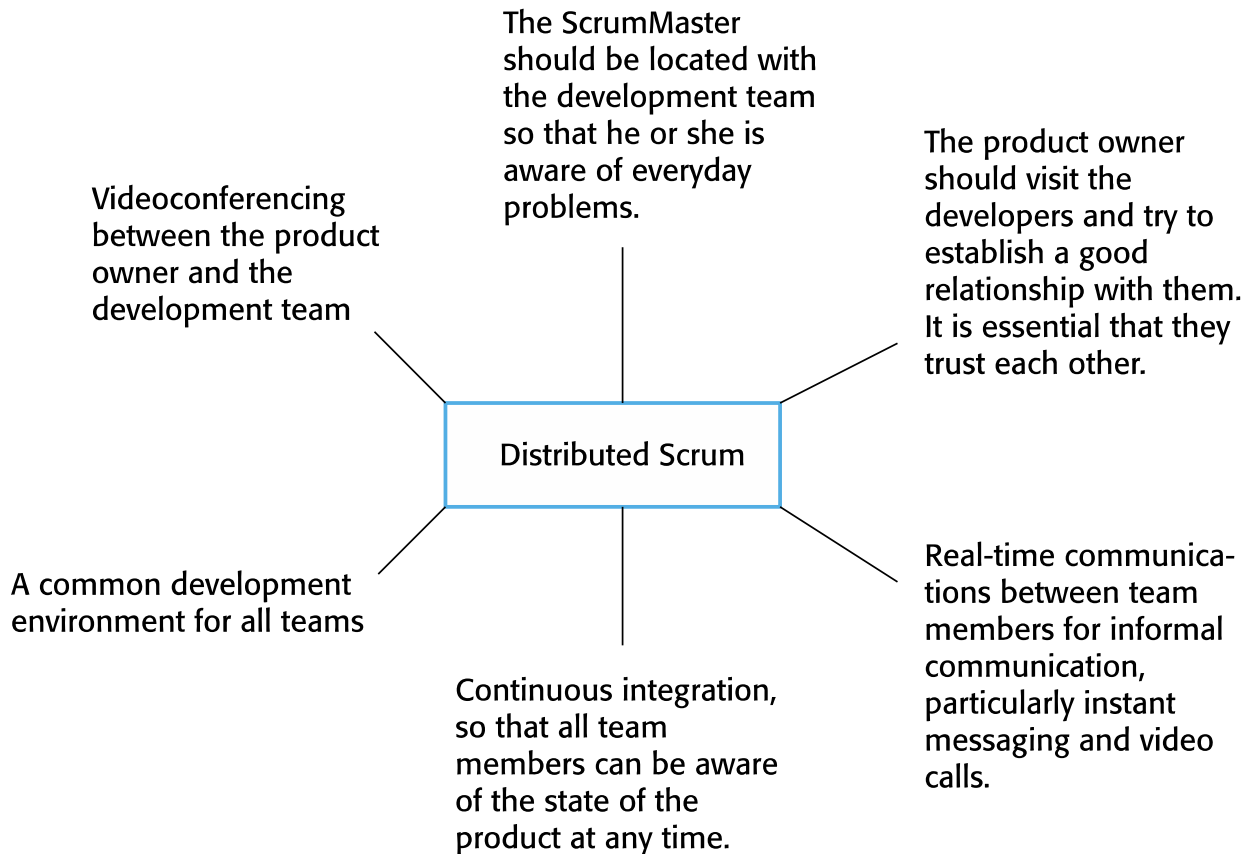 The ScrumMaster
should be located with
the development team
so that he or she is
aware of everyday
problems.
Videoconferencing
between the product
owner and the
development team
The product owner
should visit the
developers and try to
establish a good
relationship with them.
It is essential that they
trust each other.
Distributed Scrum
A common development
environment for all teams
Continuous integration,
so that all team
members can be aware
of the state of the
product at any time.
Real-time communica-
tions between team
members for informal
communication,
particularly instant
messaging and video
calls.